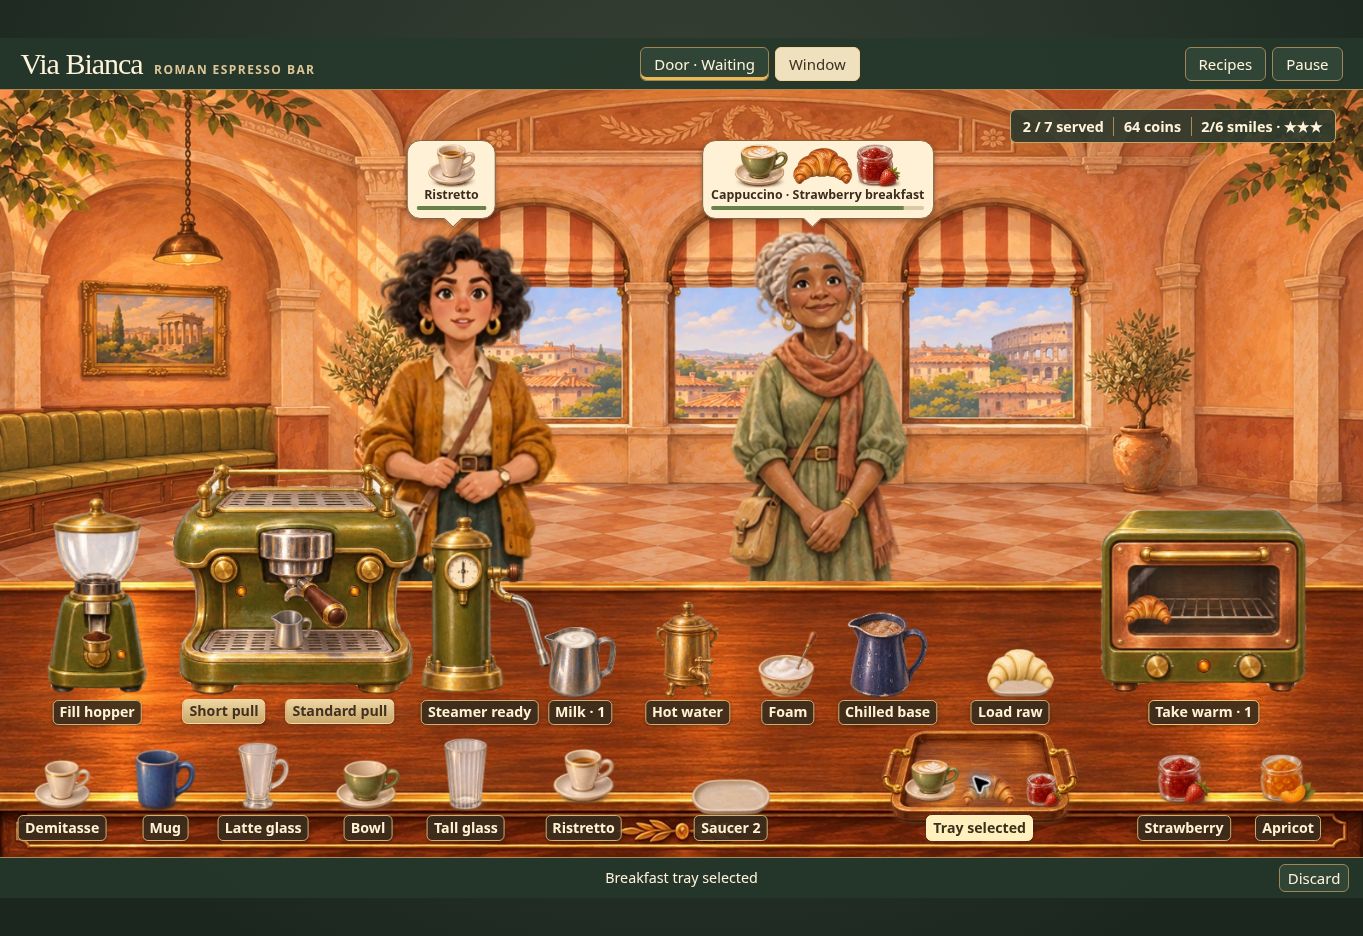 Via Bianca ROMAN ESPRESSO BAR
Door · Waiting
Window
Recipes
Pause
2 / 7 served
64 coins
2/6 smiles · ★★★
Ristretto
Cappuccino · Strawberry breakfast
Fill hopper
Short pull
Standard pull
Steamer ready
Milk · 1
Hot water
Foam
Chilled base
Load raw
Take warm · 1
Demitasse
Mug
Latte glass
Bowl
Tall glass
Ristretto
Saucer 2
Tray selected
Strawberry
Apricot
Breakfast tray selected
Discard